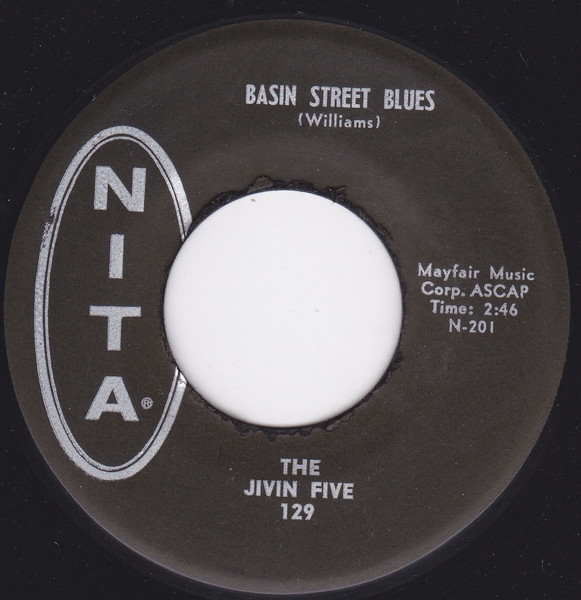 BASIN STREET BLUES
(Williams)
NITA®
Mayfair Music
Corp. ASCAP
Time: 2:46
N-201
THE
JIVIN FIVE
129